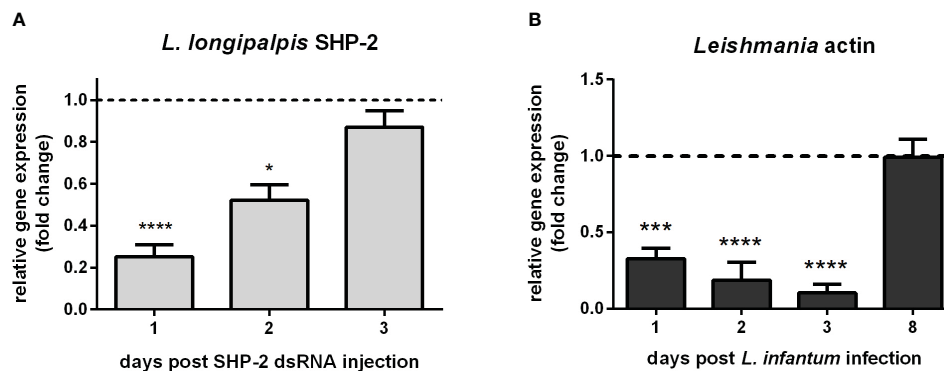 A
L. longipalpis SHP-2
relative gene expression
(fold change)
1.0
0.8
0.6
0.4
0.2
0.0
****
*
1 2 3
days post SHP-2 dsRNA injection
B
Leishmania actin
relative gene expression
(fold change)
1.5
1.0
0.5
0.0
***
****
****
1 2 3 8
days post L. infantum infection